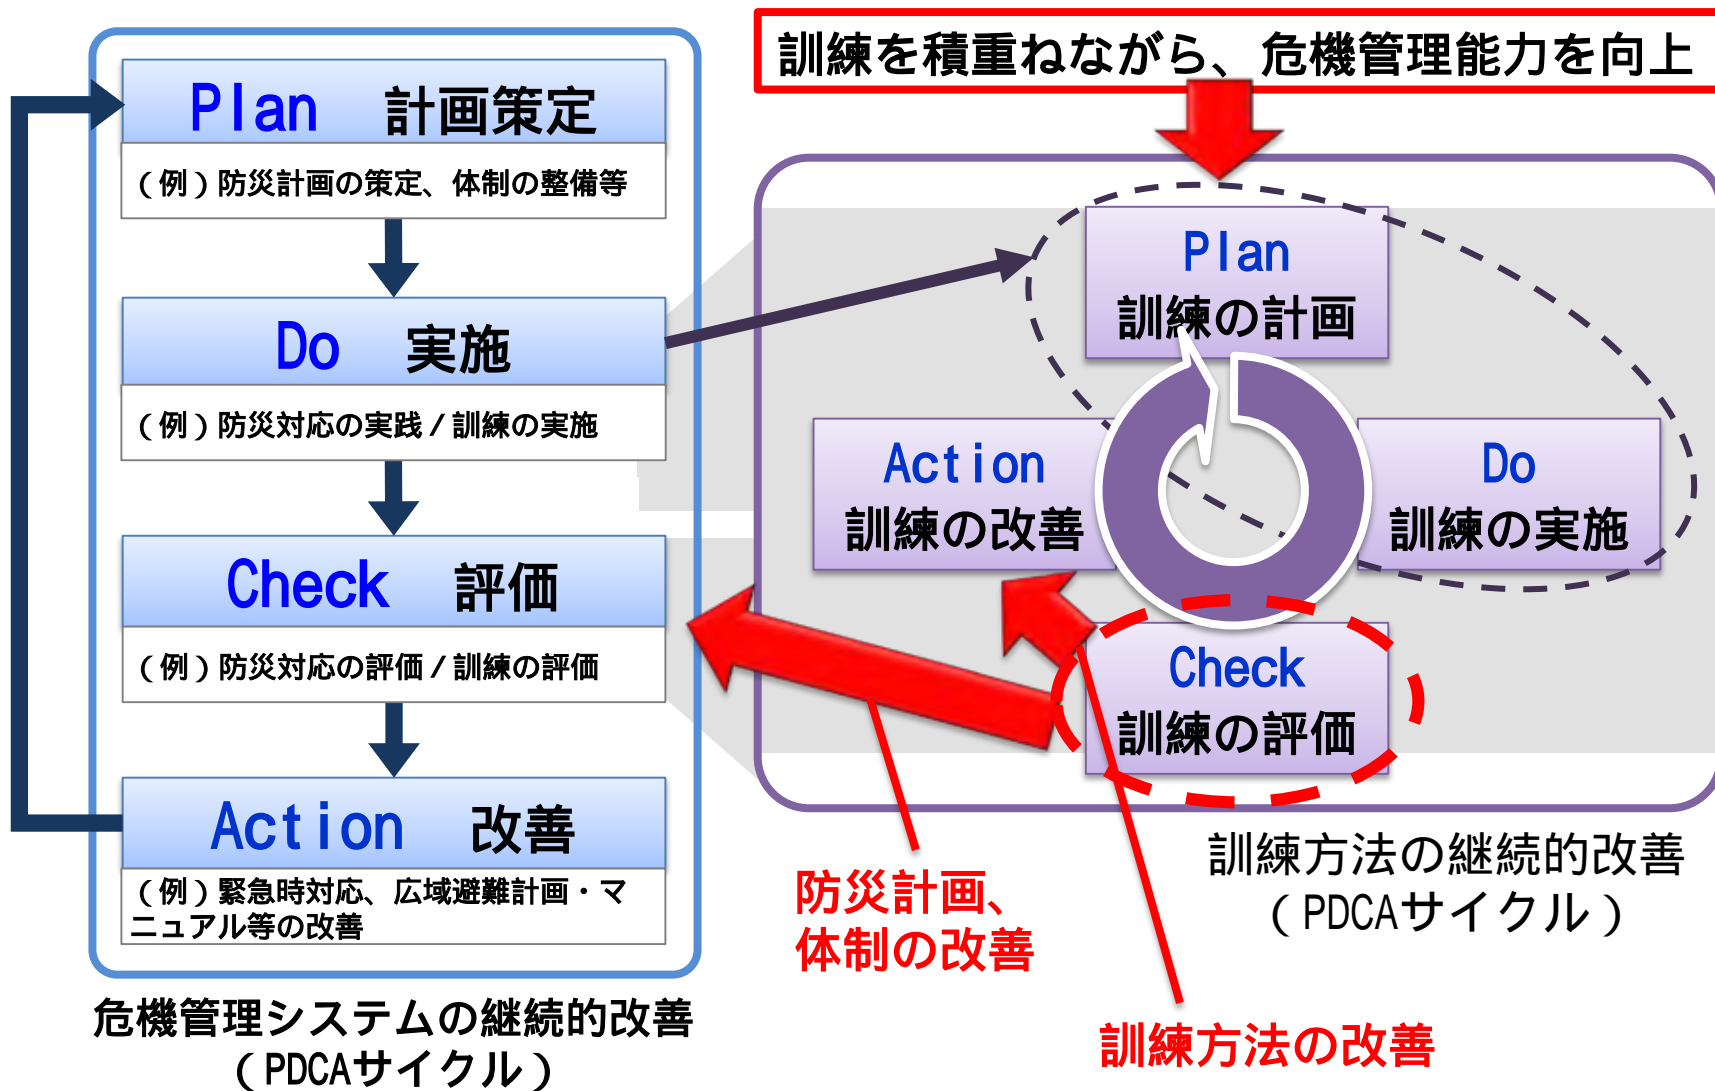 訓練を積重ねながら、危機管理能力を向上
Plan 計画策定
（例）防災計画の策定、体制の整備等
Do 実施
（例）防災対応の実践／訓練の実施
Check 評価
（例）防災対応の評価／訓練の評価
Action 改善
（例）緊急時対応、広域避難計画・マ
ニュアル等の改善
危機管理システムの継続的改善
（PDCAサイクル）
Plan
訓練の計画
Action
訓練の改善
Do
訓練の実施
Check
訓練の評価
訓練方法の継続的改善
（PDCAサイクル）
防災計画、
体制の改善
訓練方法の改善